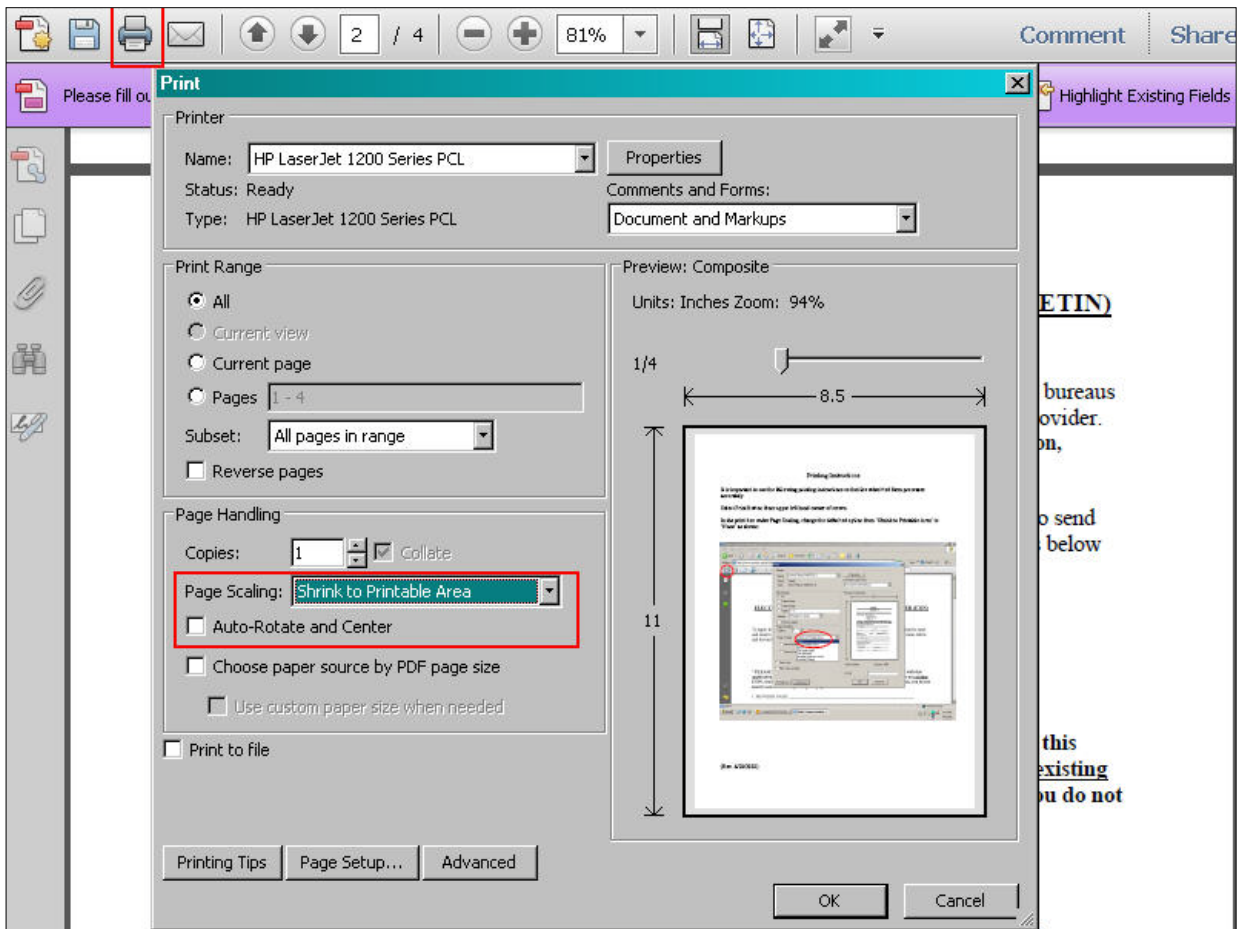 2 / 4 81% Comment Share
Please fill ou Highlight Existing Fields
Print
Printer
Name: HP LaserJet 1200 Series PCL Properties
Status: Ready Comments and Forms:
Type: HP LaserJet 1200 Series PCL Document and Markups
Print Range
All
Current view
Current page
Pages 1 - 4
Subset: All pages in range
Reverse pages
Page Handling
Copies: 1 Collate
Page Scaling: Shrink to Printable Area
Auto-Rotate and Center
Choose paper source by PDF page size
Use custom paper size when needed
Print to file
Preview: Composite
Units: Inches Zoom: 94%
1/4
8.5
11
Printing Instructions
Printing Tips Page Setup... Advanced
OK Cancel
ETIN)
bureaus
ovider.
on,
o send
s below
this
existing
ou do not